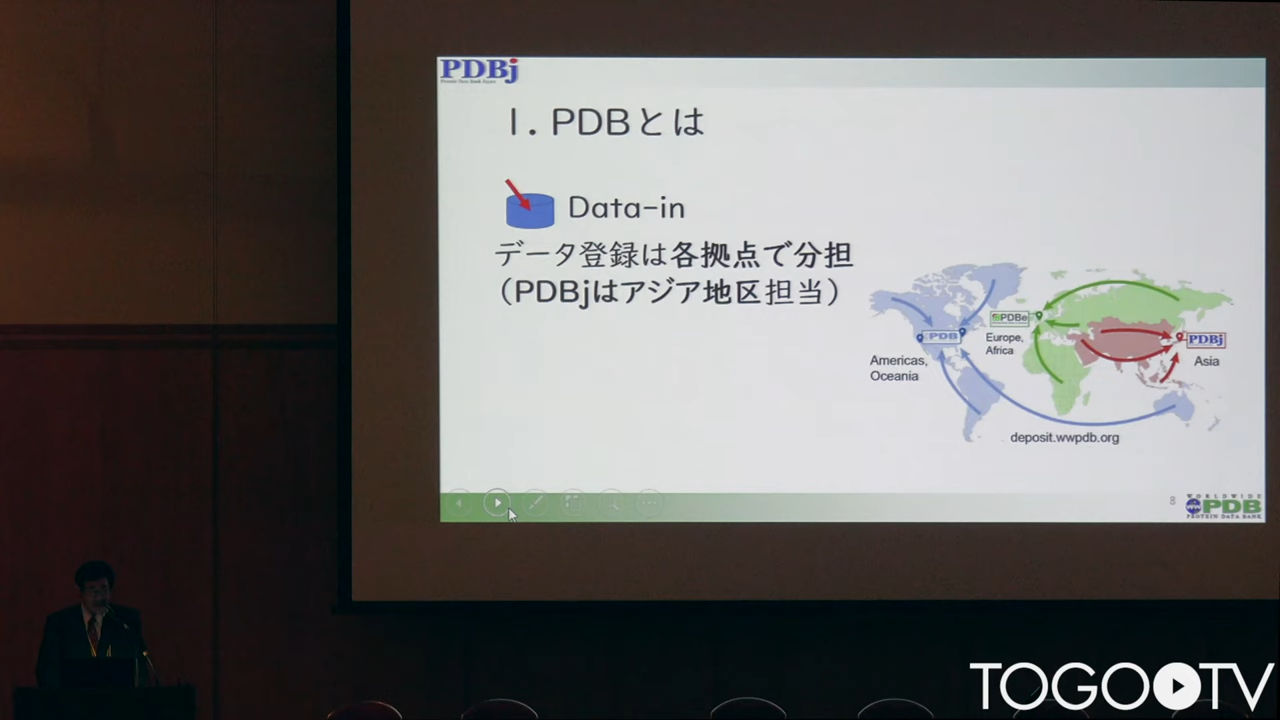 PDBj
Protein Data Bank Japan
1. PDBとは
Data-in
データ登録は各拠点で分担
（PDBjはアジア地区担当）
PDB
PDBe
PDBj
Americas,
Oceania
Europe,
Africa
Asia
deposit.wwpdb.org
8
WORLDWIDE
PDB
PROTEIN DATA BANK
TOGOTV